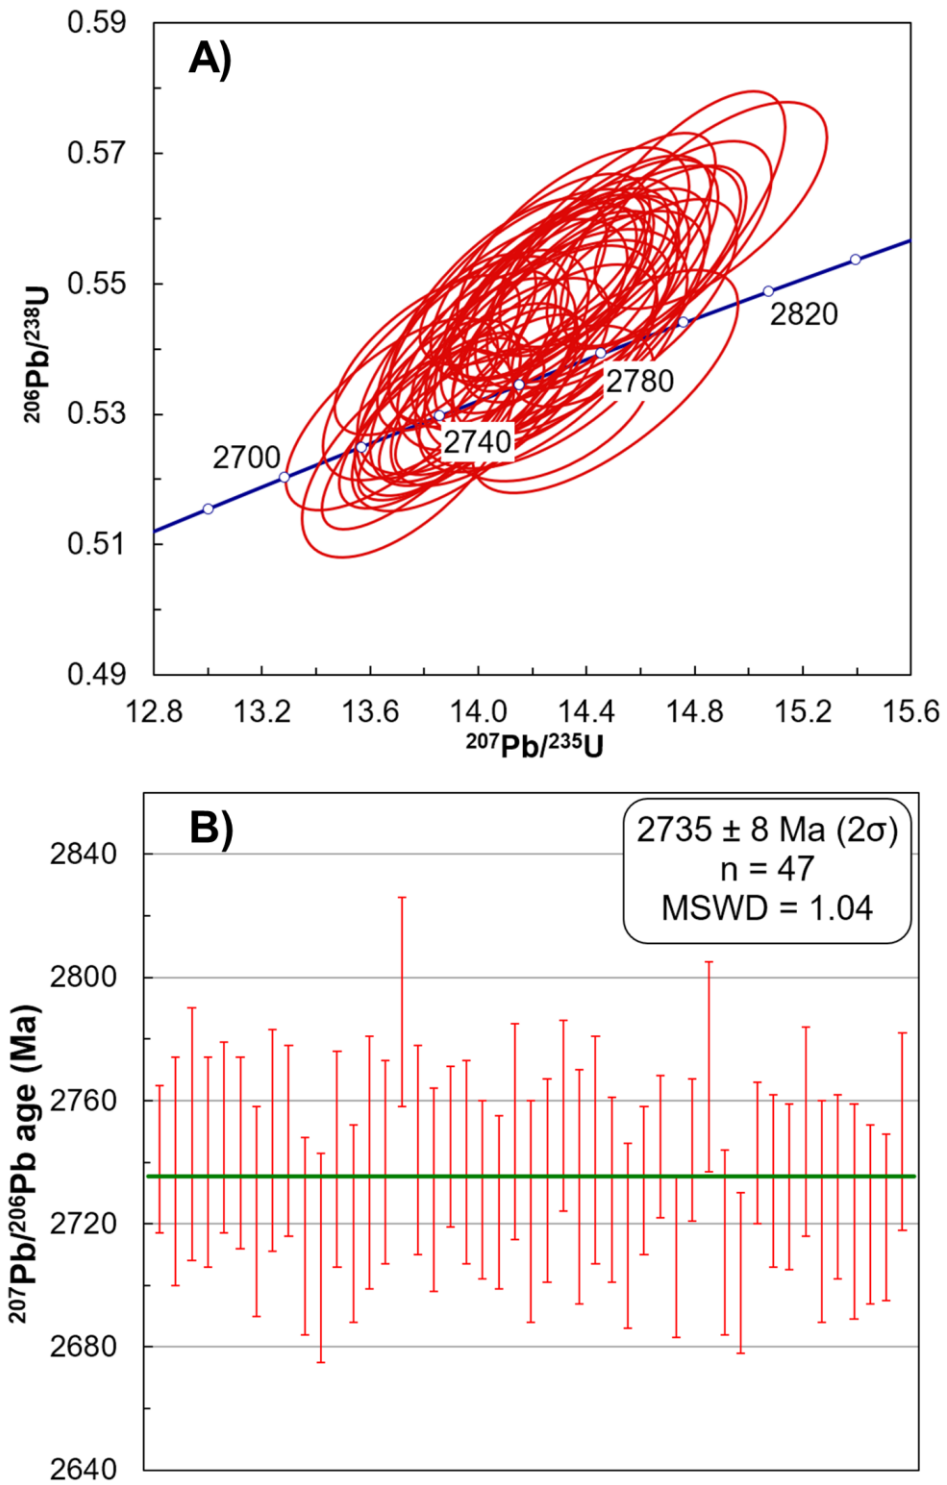 A)
0.59
0.57
0.55
0.53
0.51
0.49
²⁰⁶Pb/²³⁸U
2700
2740
2780
2820
12.8 13.2 13.6 14.0 14.4 14.8 15.2 15.6
²⁰⁷Pb/²³⁵U
B)
2735 ± 8 Ma (2σ)
n = 47
MSWD = 1.04
2840
2800
2760
2720
2680
2640
²⁰⁷Pb/²⁰⁶Pb age (Ma)